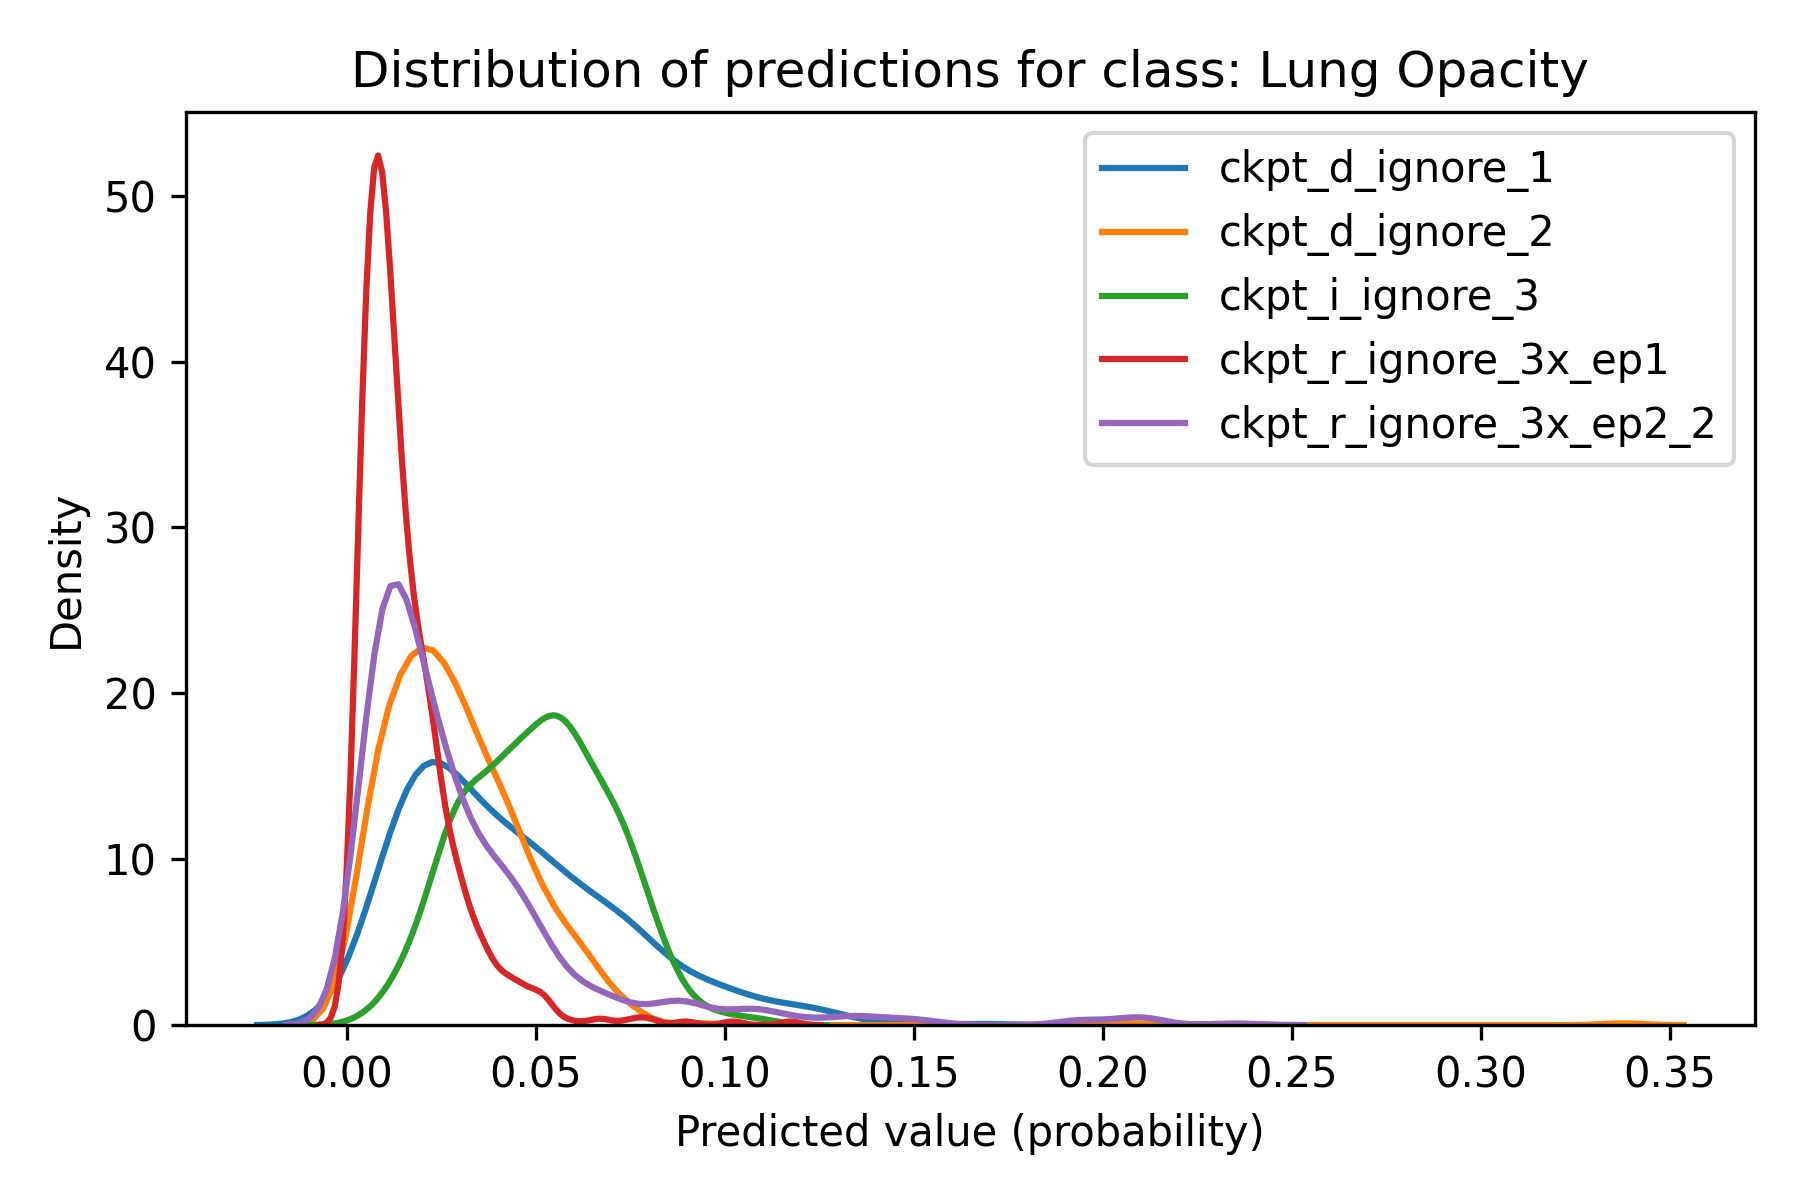 Distribution of predictions for class: Lung Opacity
ckpt_d_ignore_1
ckpt_d_ignore_2
ckpt_i_ignore_3
ckpt_r_ignore_3x_ep1
ckpt_r_ignore_3x_ep2_2
Density
50
40
30
20
10
0
0.00 0.05 0.10 0.15 0.20 0.25 0.30 0.35
Predicted value (probability)